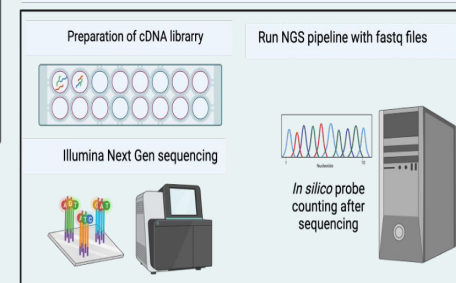 Preparation of cDNA librarry
Run NGS pipeline with fastq files
Illumina Next Gen sequencing
Nucleotides
In silico probe
counting after
sequencing